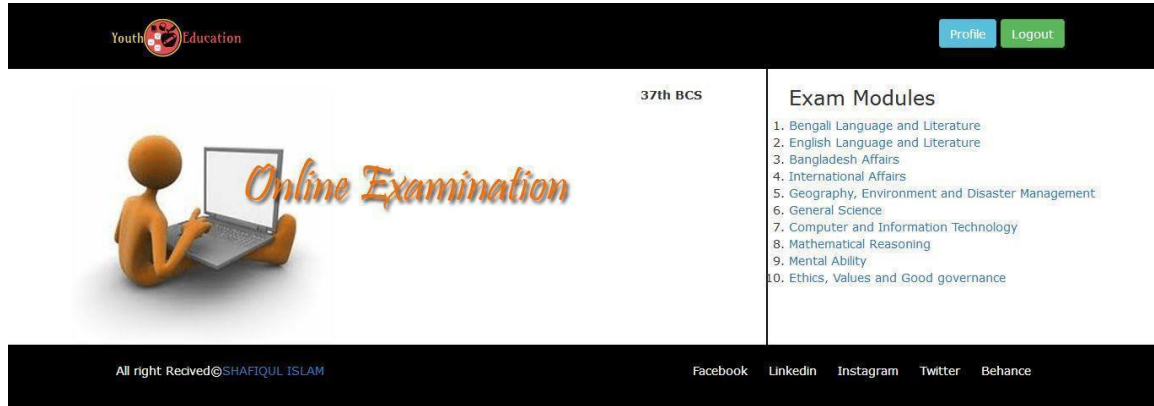 Youth Education
Profile Logout
Online Examination
37th BCS
Exam Modules
1. Bengali Language and Literature
2. English Language and Literature
3. Bangladesh Affairs
4. International Affairs
5. Geography, Environment and Disaster Management
6. General Science
7. Computer and Information Technology
8. Mathematical Reasoning
9. Mental Ability
10. Ethics, Values and Good governance
All right Recived©SHAFIQUL ISLAM
Facebook Linkedin Instagram Twitter Behance